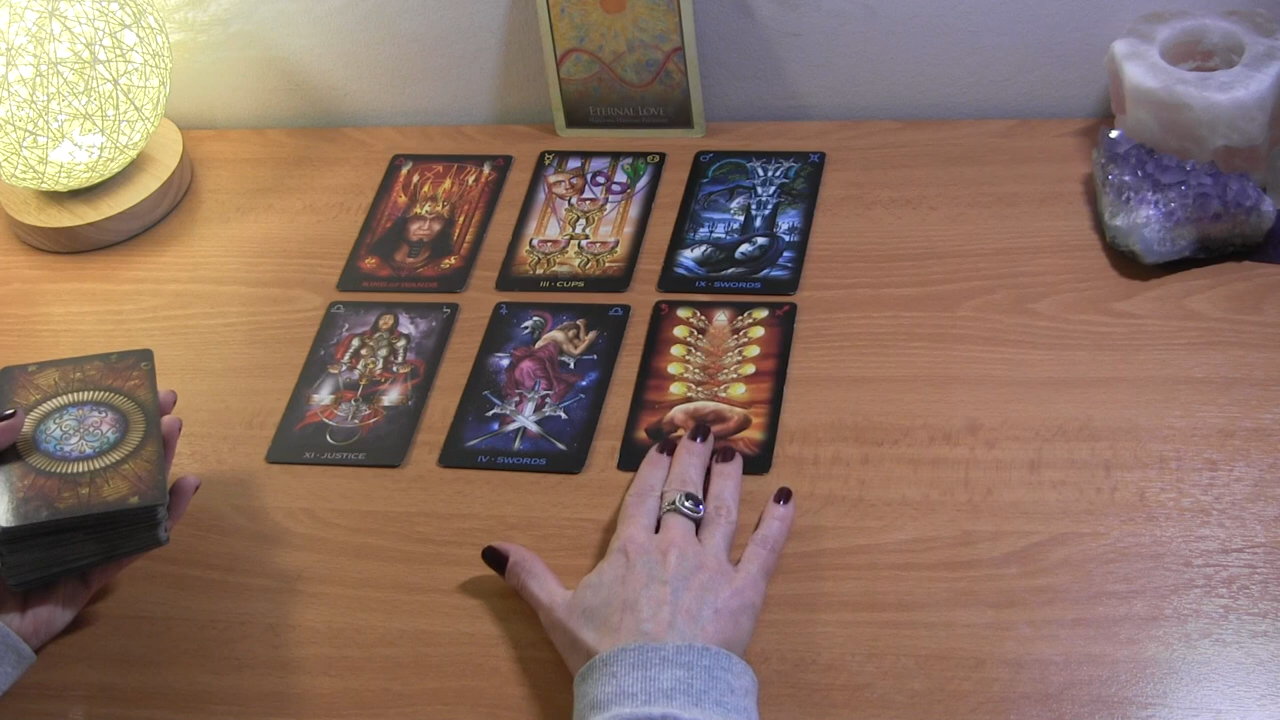 ETERNAL LOVE
KING OF WANDS
III · CUPS
IX · SWORDS
XI · JUSTICE
IV · SWORDS